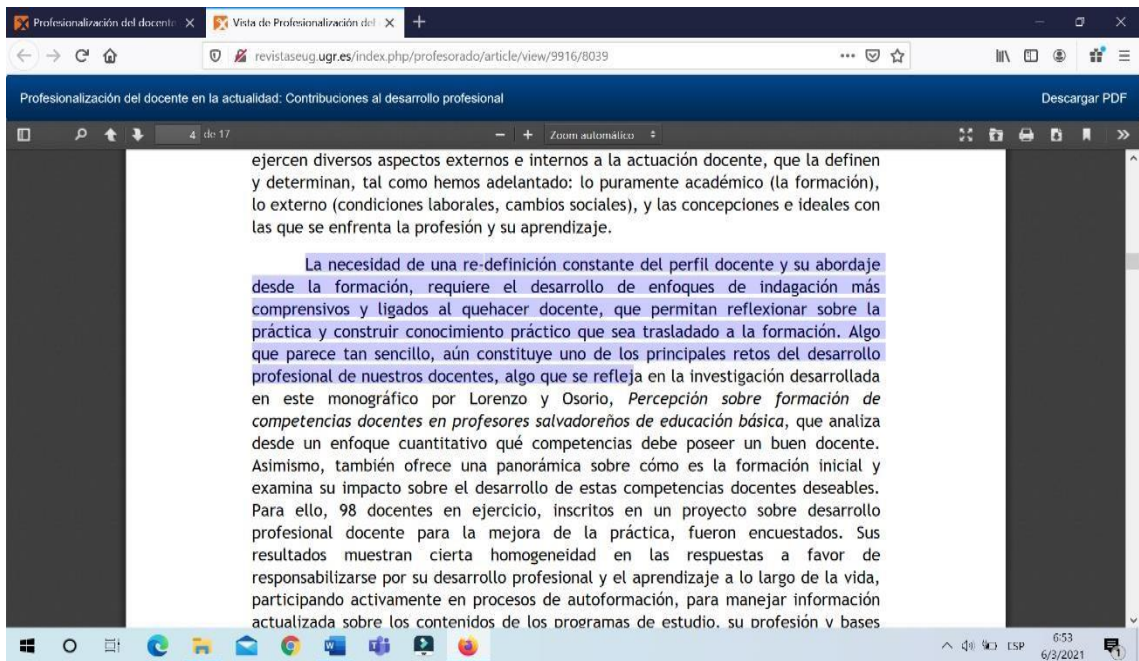 Profesionalización del docente
Vista de Profesionalización del
revistaseug.ugr.es/index.php/profesorado/article/view/9916/8039
Profesionalización del docente en la actualidad: Contribuciones al desarrollo profesional
Descargar PDF
4 de 17
Zoom automático
ejercen diversos aspectos externos e internos a la actuación docente, que la definen
y determinan, tal como hemos adelantado: lo puramente académico (la formación),
lo externo (condiciones laborales, cambios sociales), y las concepciones e ideales con
las que se enfrenta la profesión y su aprendizaje.
La necesidad de una re-definición constante del perfil docente y su abordaje
desde la formación, requiere el desarrollo de enfoques de indagación más
comprensivos y ligados al quehacer docente, que permitan reflexionar sobre la
práctica y construir conocimiento práctico que sea trasladado a la formación. Algo
que parece tan sencillo, aún constituye uno de los principales retos del desarrollo
profesional de nuestros docentes, algo que se refleja en la investigación desarrollada
en este monográfico por Lorenzo y Osorio, Percepción sobre formación de
competencias docentes en profesores salvadoreños de educación básica, que analiza
desde un enfoque cuantitativo qué competencias debe poseer un buen docente.
Asimismo, también ofrece una panorámica sobre cómo es la formación inicial y
examina su impacto sobre el desarrollo de estas competencias docentes deseables.
Para ello, 98 docentes en ejercicio, inscritos en un proyecto sobre desarrollo
profesional docente para la mejora de la práctica, fueron encuestados. Sus
resultados muestran cierta homogeneidad en las respuestas a favor de
responsabilizarse por su desarrollo profesional y el aprendizaje a lo largo de la vida,
participando activamente en procesos de autoformación, para manejar información
actualizada sobre los contenidos de los programas de estudio, su profesión y bases
ESP
6:53
6/3/2021